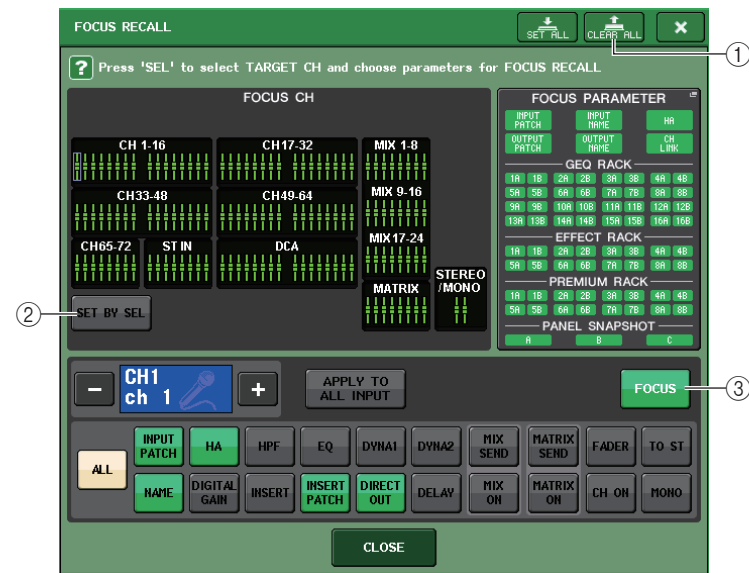 FOCUS RECALL
SET ALL
CLEAR ALL
①
? Press 'SEL' to select TARGET CH and choose parameters for FOCUS RECALL
FOCUS CH
CH 1-16
CH17-32
MIX 1-8
CH33-48
CH49-64
MIX 9-16
CH65-72
ST IN
DCA
MIX17-24
MATRIX
STEREO
/MONO
② SET BY SEL
FOCUS PARAMETER
INPUT PATCH
INPUT NAME
HA
OUTPUT PATCH
OUTPUT NAME
CH LINK
GEQ RACK
1A 1B 2A 2B 3A 3B 4A 4B
5A 5B 6A 6B 7A 7B 8A 8B
9A 9B 10A 10B 11A 11B 12A 12B
13A 13B 14A 14B 15A 15B 16A 16B
EFFECT RACK
1A 1B 2A 2B 3A 3B 4A 4B
5A 5B 6A 6B 7A 7B 8A 8B
PREMIUM RACK
1A 1B 2A 2B 3A 3B 4A 4B
5A 5B 6A 6B 7A 7B 8A 8B
PANEL SNAPSHOT
A B C
CH1
ch 1
APPLY TO
ALL INPUT
FOCUS ③
ALL
INPUT PATCH
HA
HPF
EQ
DYNA1
DYNA2
MIX SEND
MATRIX SEND
FADER
TO ST
NAME
DIGITAL GAIN
INSERT
INSERT PATCH
DIRECT OUT
DELAY
MIX ON
MATRIX ON
CH ON
MONO
CLOSE